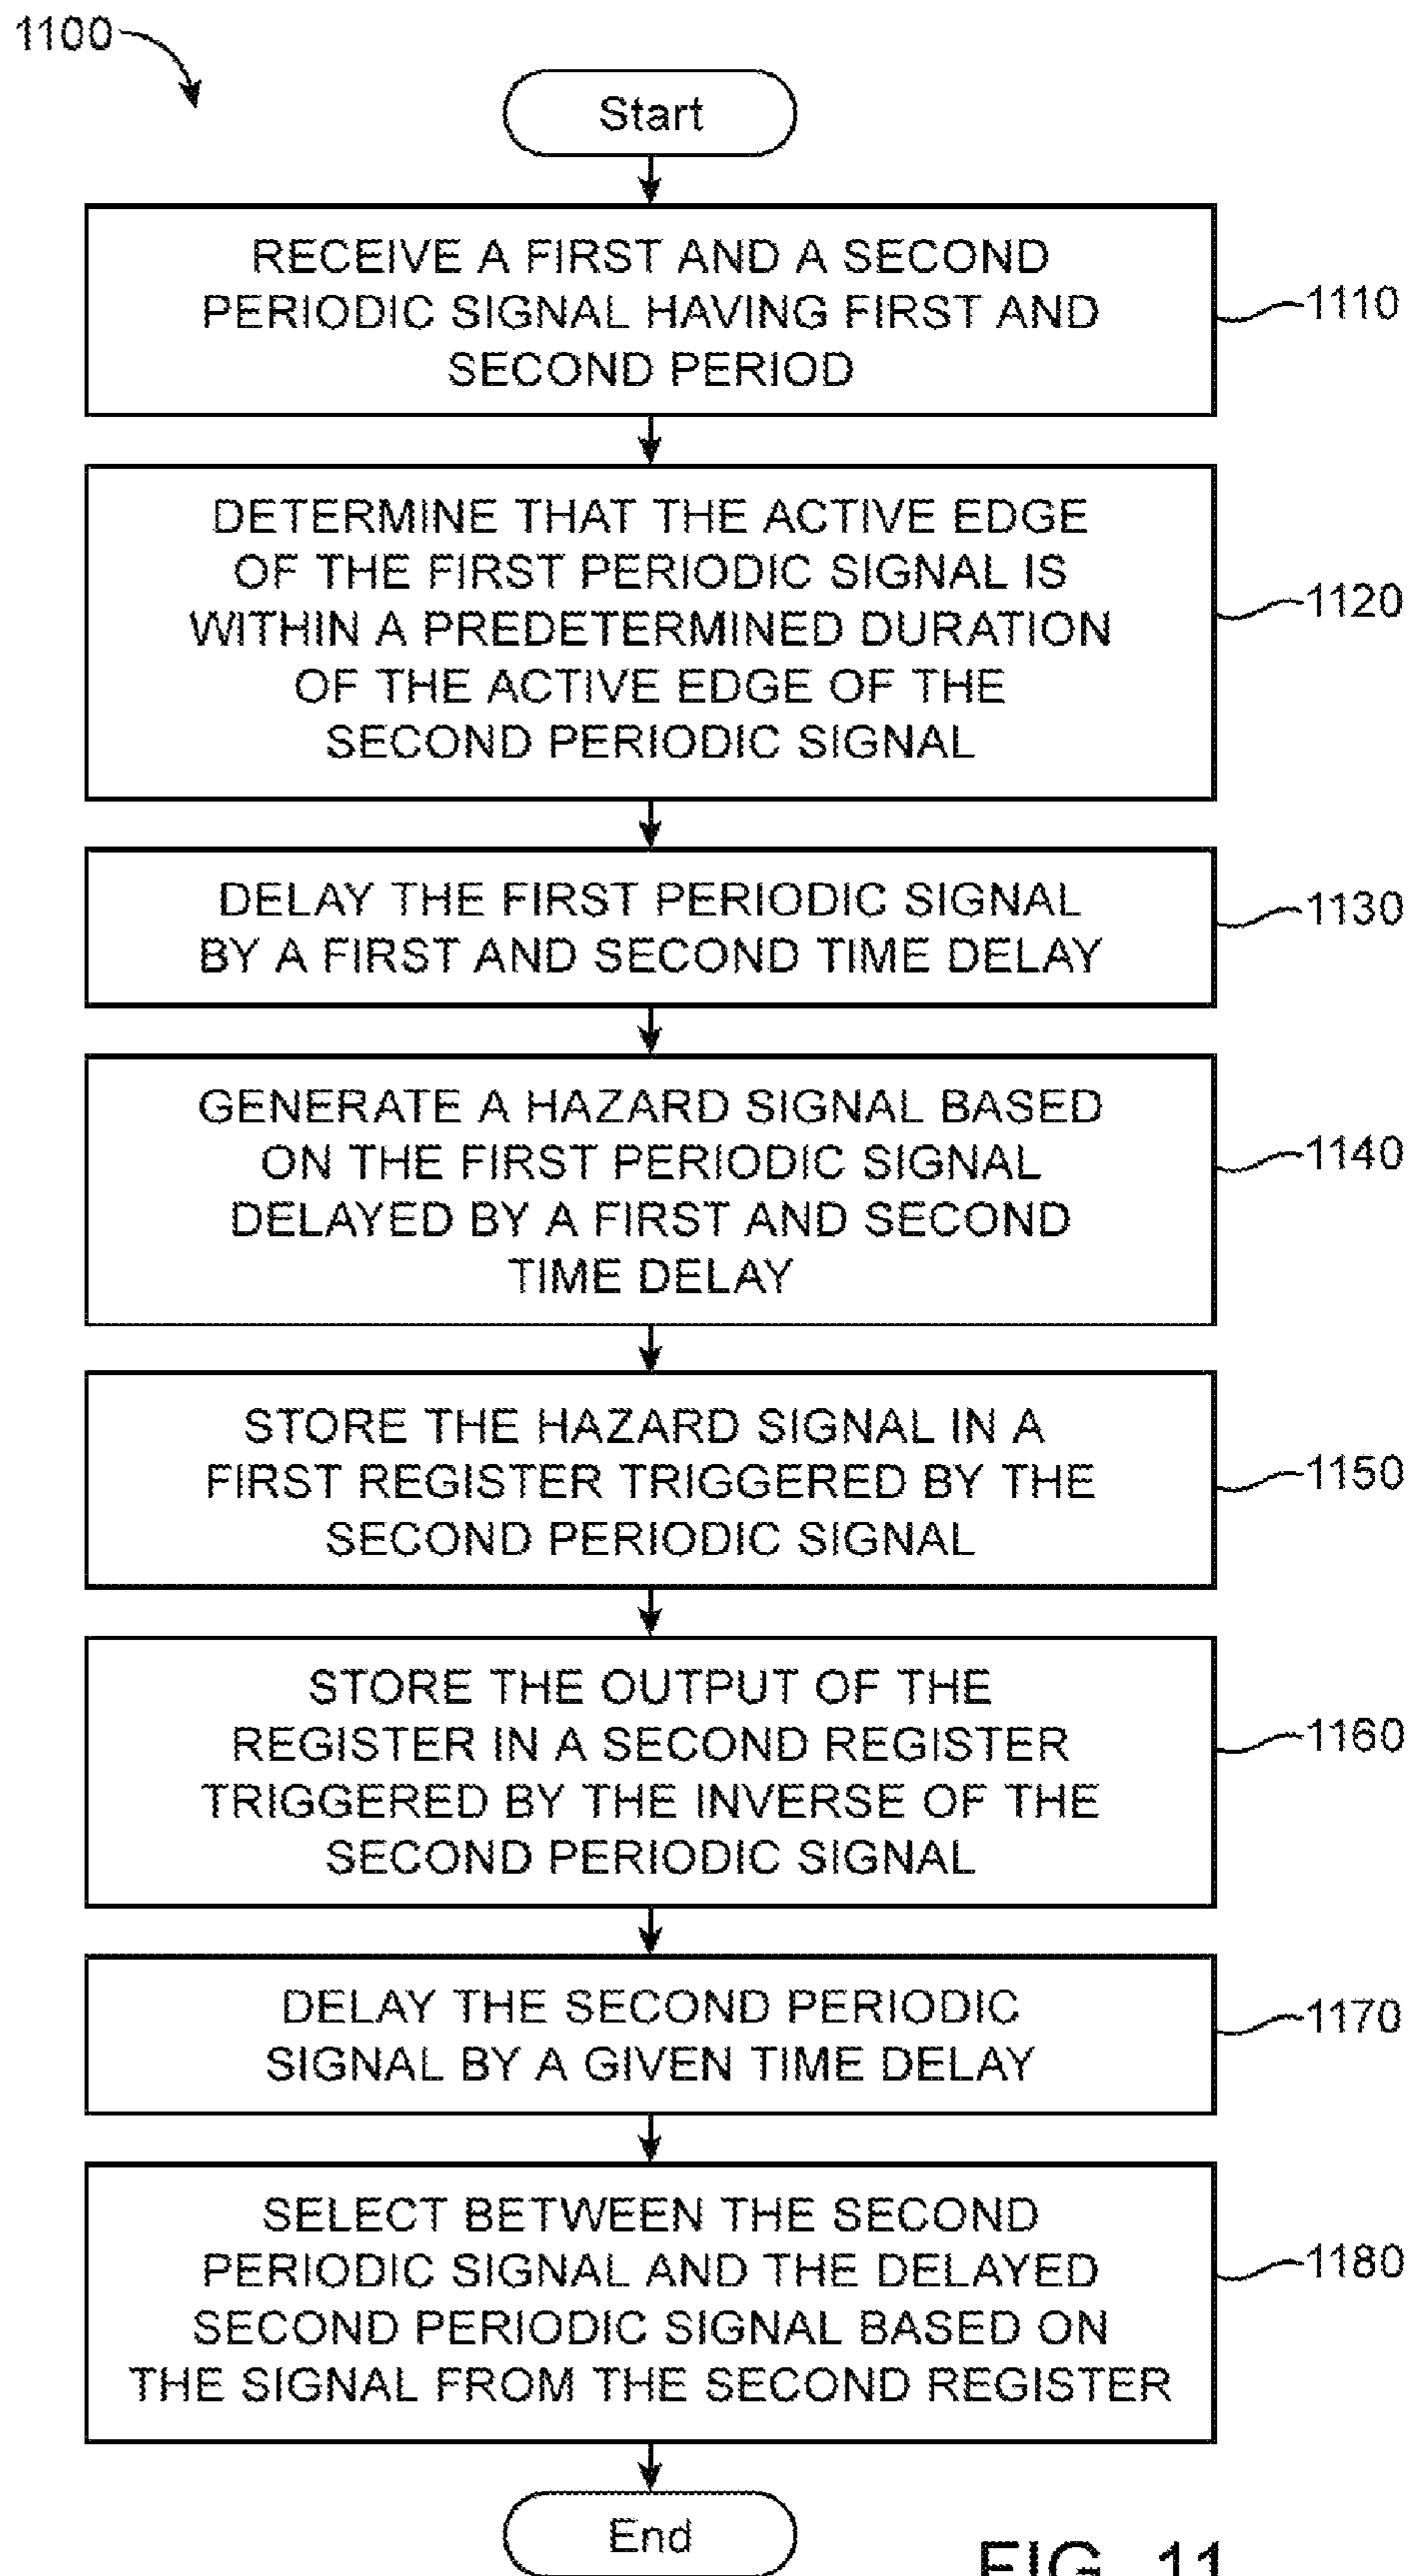 1100
Start
RECEIVE A FIRST AND A SECOND
PERIODIC SIGNAL HAVING FIRST AND
SECOND PERIOD
1110
DETERMINE THAT THE ACTIVE EDGE
OF THE FIRST PERIODIC SIGNAL IS
WITHIN A PREDETERMINED DURATION
OF THE ACTIVE EDGE OF THE
SECOND PERIODIC SIGNAL
1120
DELAY THE FIRST PERIODIC SIGNAL
BY A FIRST AND SECOND TIME DELAY
1130
GENERATE A HAZARD SIGNAL BASED
ON THE FIRST PERIODIC SIGNAL
DELAYED BY A FIRST AND SECOND
TIME DELAY
1140
STORE THE HAZARD SIGNAL IN A
FIRST REGISTER TRIGGERED BY THE
SECOND PERIODIC SIGNAL
1150
STORE THE OUTPUT OF THE
REGISTER IN A SECOND REGISTER
TRIGGERED BY THE INVERSE OF THE
SECOND PERIODIC SIGNAL
1160
DELAY THE SECOND PERIODIC
SIGNAL BY A GIVEN TIME DELAY
1170
SELECT BETWEEN THE SECOND
PERIODIC SIGNAL AND THE DELAYED
SECOND PERIODIC SIGNAL BASED ON
THE SIGNAL FROM THE SECOND REGISTER
1180
End
FIG. 11